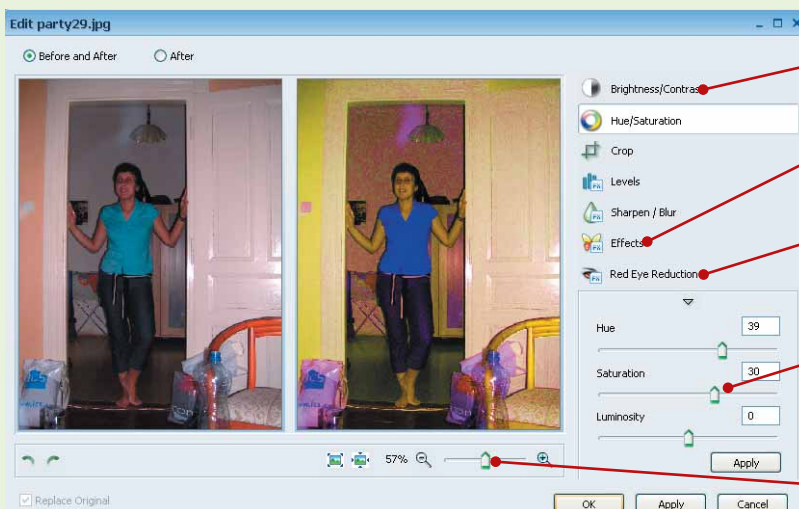 Edit party29.jpg
Before and After
After
Brightness/Contras
Hue/Saturation
Crop
Levels
Sharpen / Blur
Effects
Red Eye Reduction
Hue
39
Saturation
30
Luminosity
0
Apply
57%
Replace Original
OK
Apply
Cancel